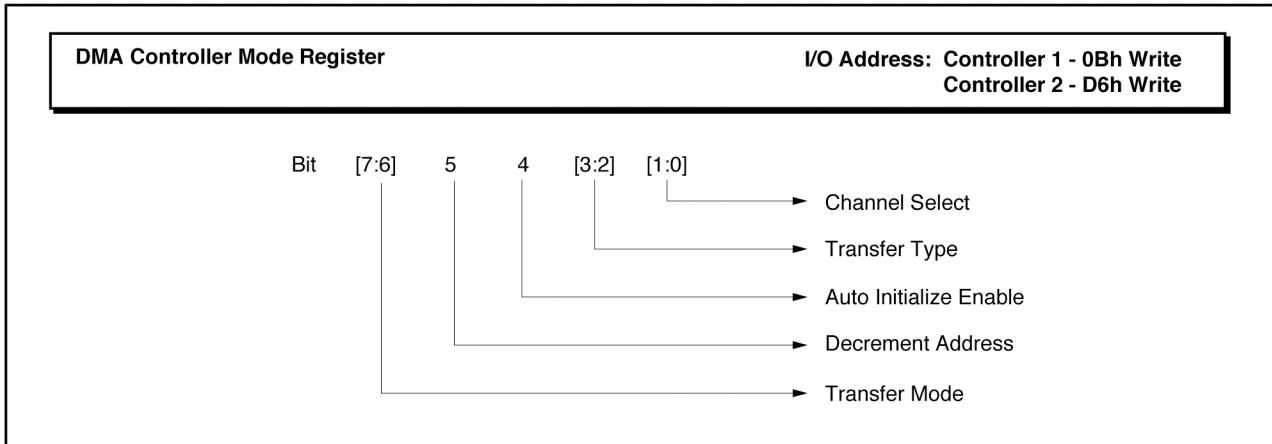 DMA Controller Mode Register
I/O Address: Controller 1 - 0Bh Write
Controller 2 - D6h Write
Bit [7:6] 5 4 [3:2] [1:0]
Channel Select
Transfer Type
Auto Initialize Enable
Decrement Address
Transfer Mode